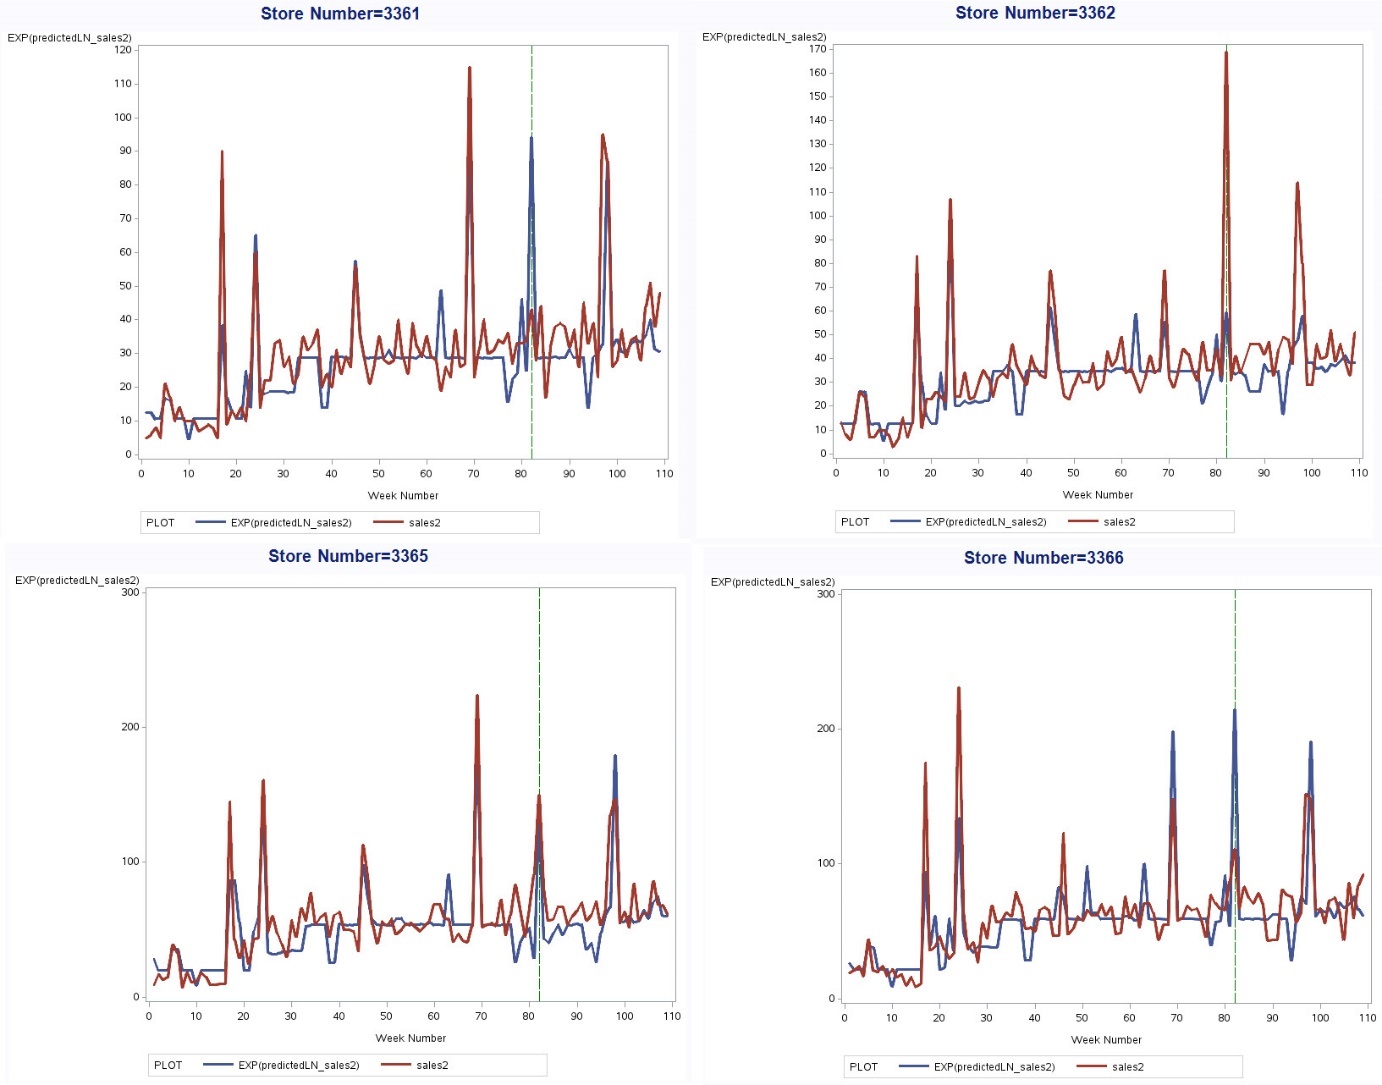 Store Number=3361
EXP(predictedLN_sales2)
120
110
100
90
80
70
60
50
40
30
20
10
0
0 10 20 30 40 50 60 70 80 90 100 110
Week Number
PLOT EXP(predictedLN_sales2) sales2
Store Number=3362
EXP(predictedLN_sales2)
170
160
150
140
130
120
110
100
90
80
70
60
50
40
30
20
10
0
0 10 20 30 40 50 60 70 80 90 100 110
Week Number
PLOT EXP(predictedLN_sales2) sales2
Store Number=3365
EXP(predictedLN_sales2)
300
200
100
0
0 10 20 30 40 50 60 70 80 90 100 110
Week Number
PLOT EXP(predictedLN_sales2) sales2
Store Number=3366
EXP(predictedLN_sales2)
300
200
100
0
0 10 20 30 40 50 60 70 80 90 100 110
Week Number
PLOT EXP(predictedLN_sales2) sales2